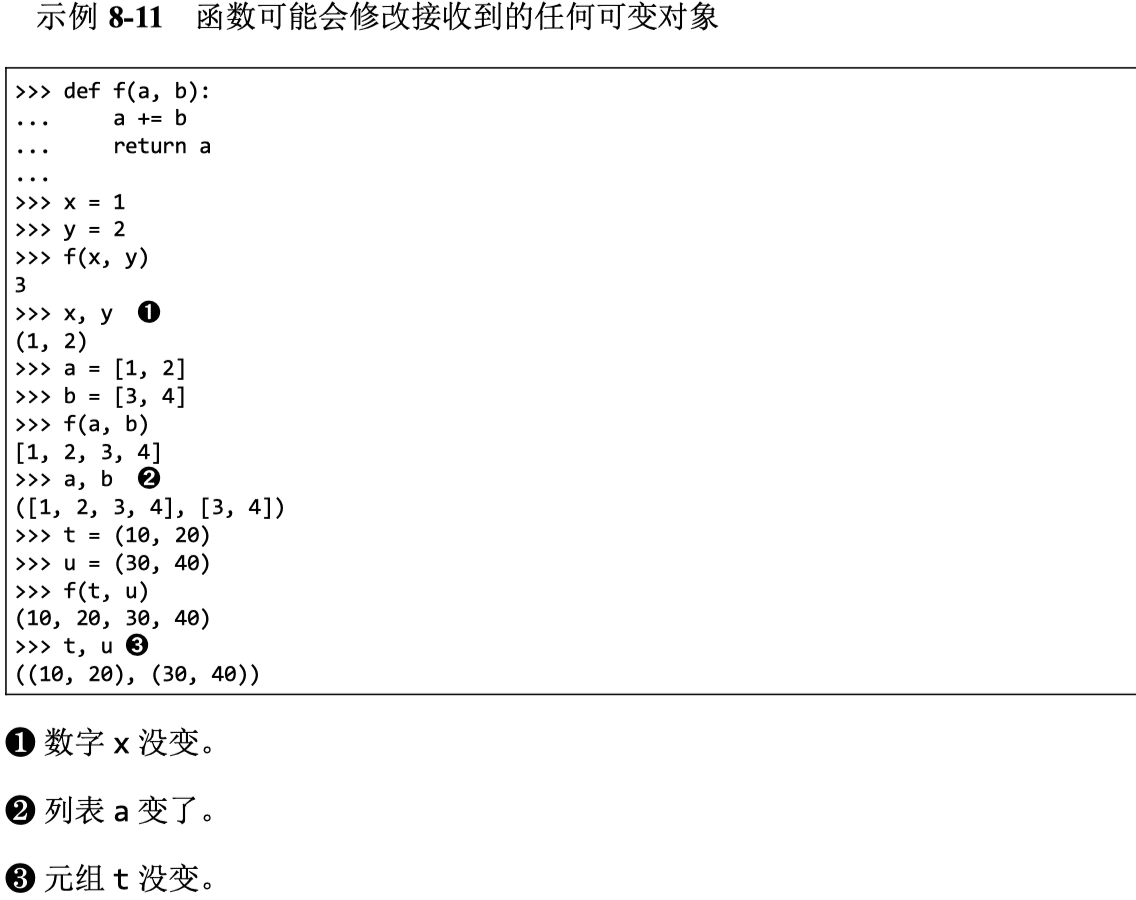 示例 8-11 函数可能会修改接收到的任何可变对象
>>> def f(a, b):
...     a += b
...     return a
...
>>> x = 1
>>> y = 2
>>> f(x, y)
3
>>> x, y  ❶
(1, 2)
>>> a = [1, 2]
>>> b = [3, 4]
>>> f(a, b)
[1, 2, 3, 4]
>>> a, b  ❷
([1, 2, 3, 4], [3, 4])
>>> t = (10, 20)
>>> u = (30, 40)
>>> f(t, u)
(10, 20, 30, 40)
>>> t, u ❸
((10, 20), (30, 40))
❶ 数字 x 没变。
❷ 列表 a 变了。
❸ 元组 t 没变。